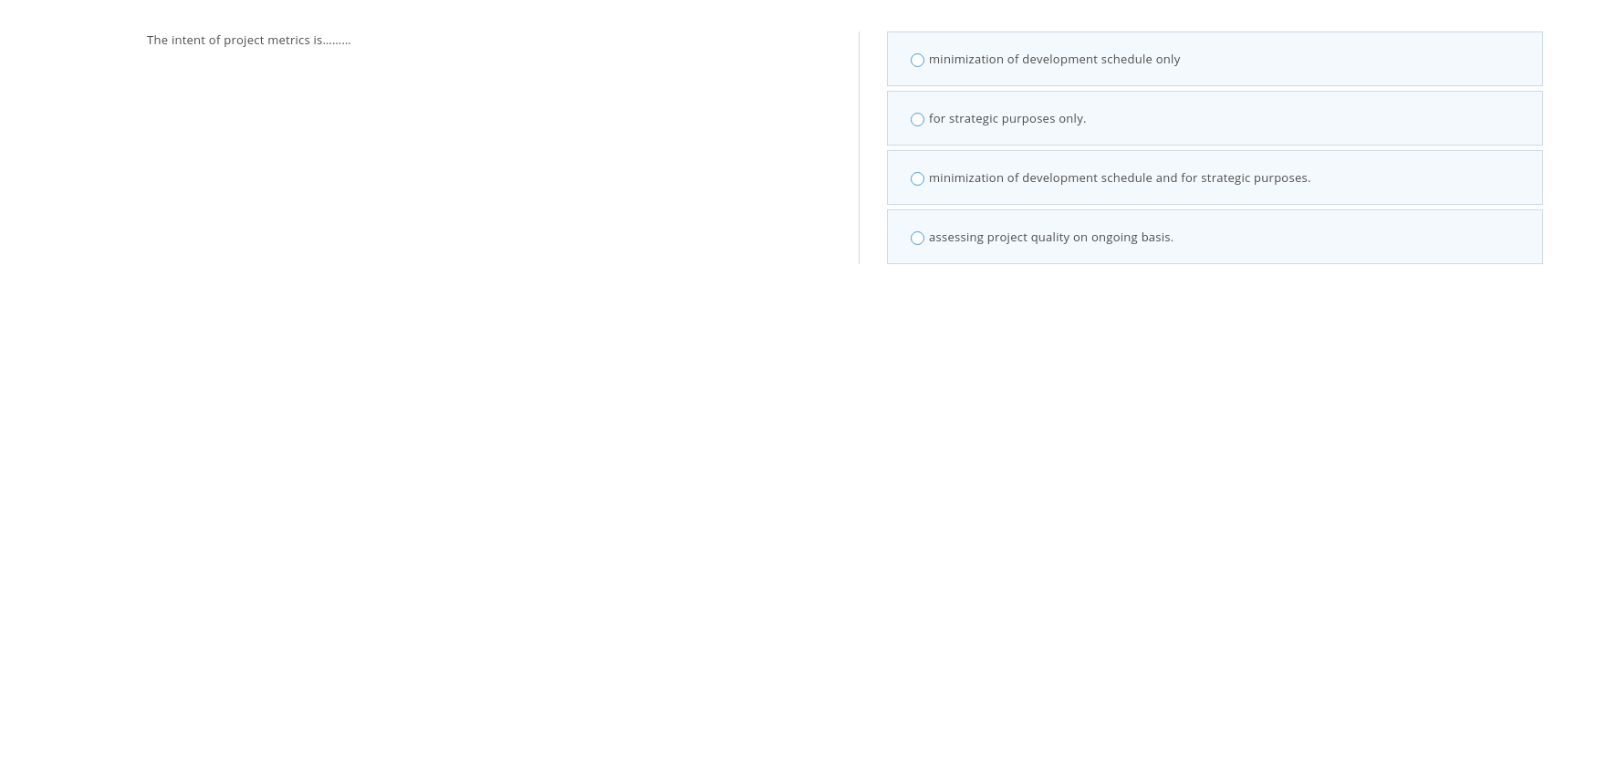 The intent of project metrics is.........
minimization of development schedule only
for strategic purposes only.
minimization of development schedule and for strategic purposes.
assessing project quality on ongoing basis.